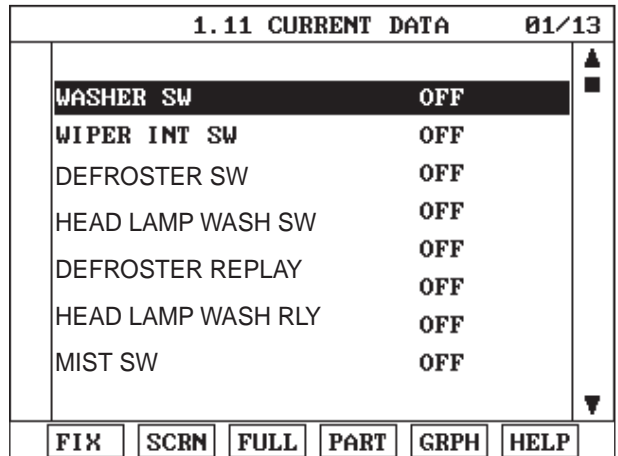 1.11 CURRENT DATA 01/13
WASHER SW OFF
WIPER INT SW OFF
DEFROSTER SW OFF
HEAD LAMP WASH SW OFF
OFF
DEFROSTER REPLAY OFF
HEAD LAMP WASH RLY OFF
MIST SW OFF
FIX SCRN FULL PART GRPH HELP